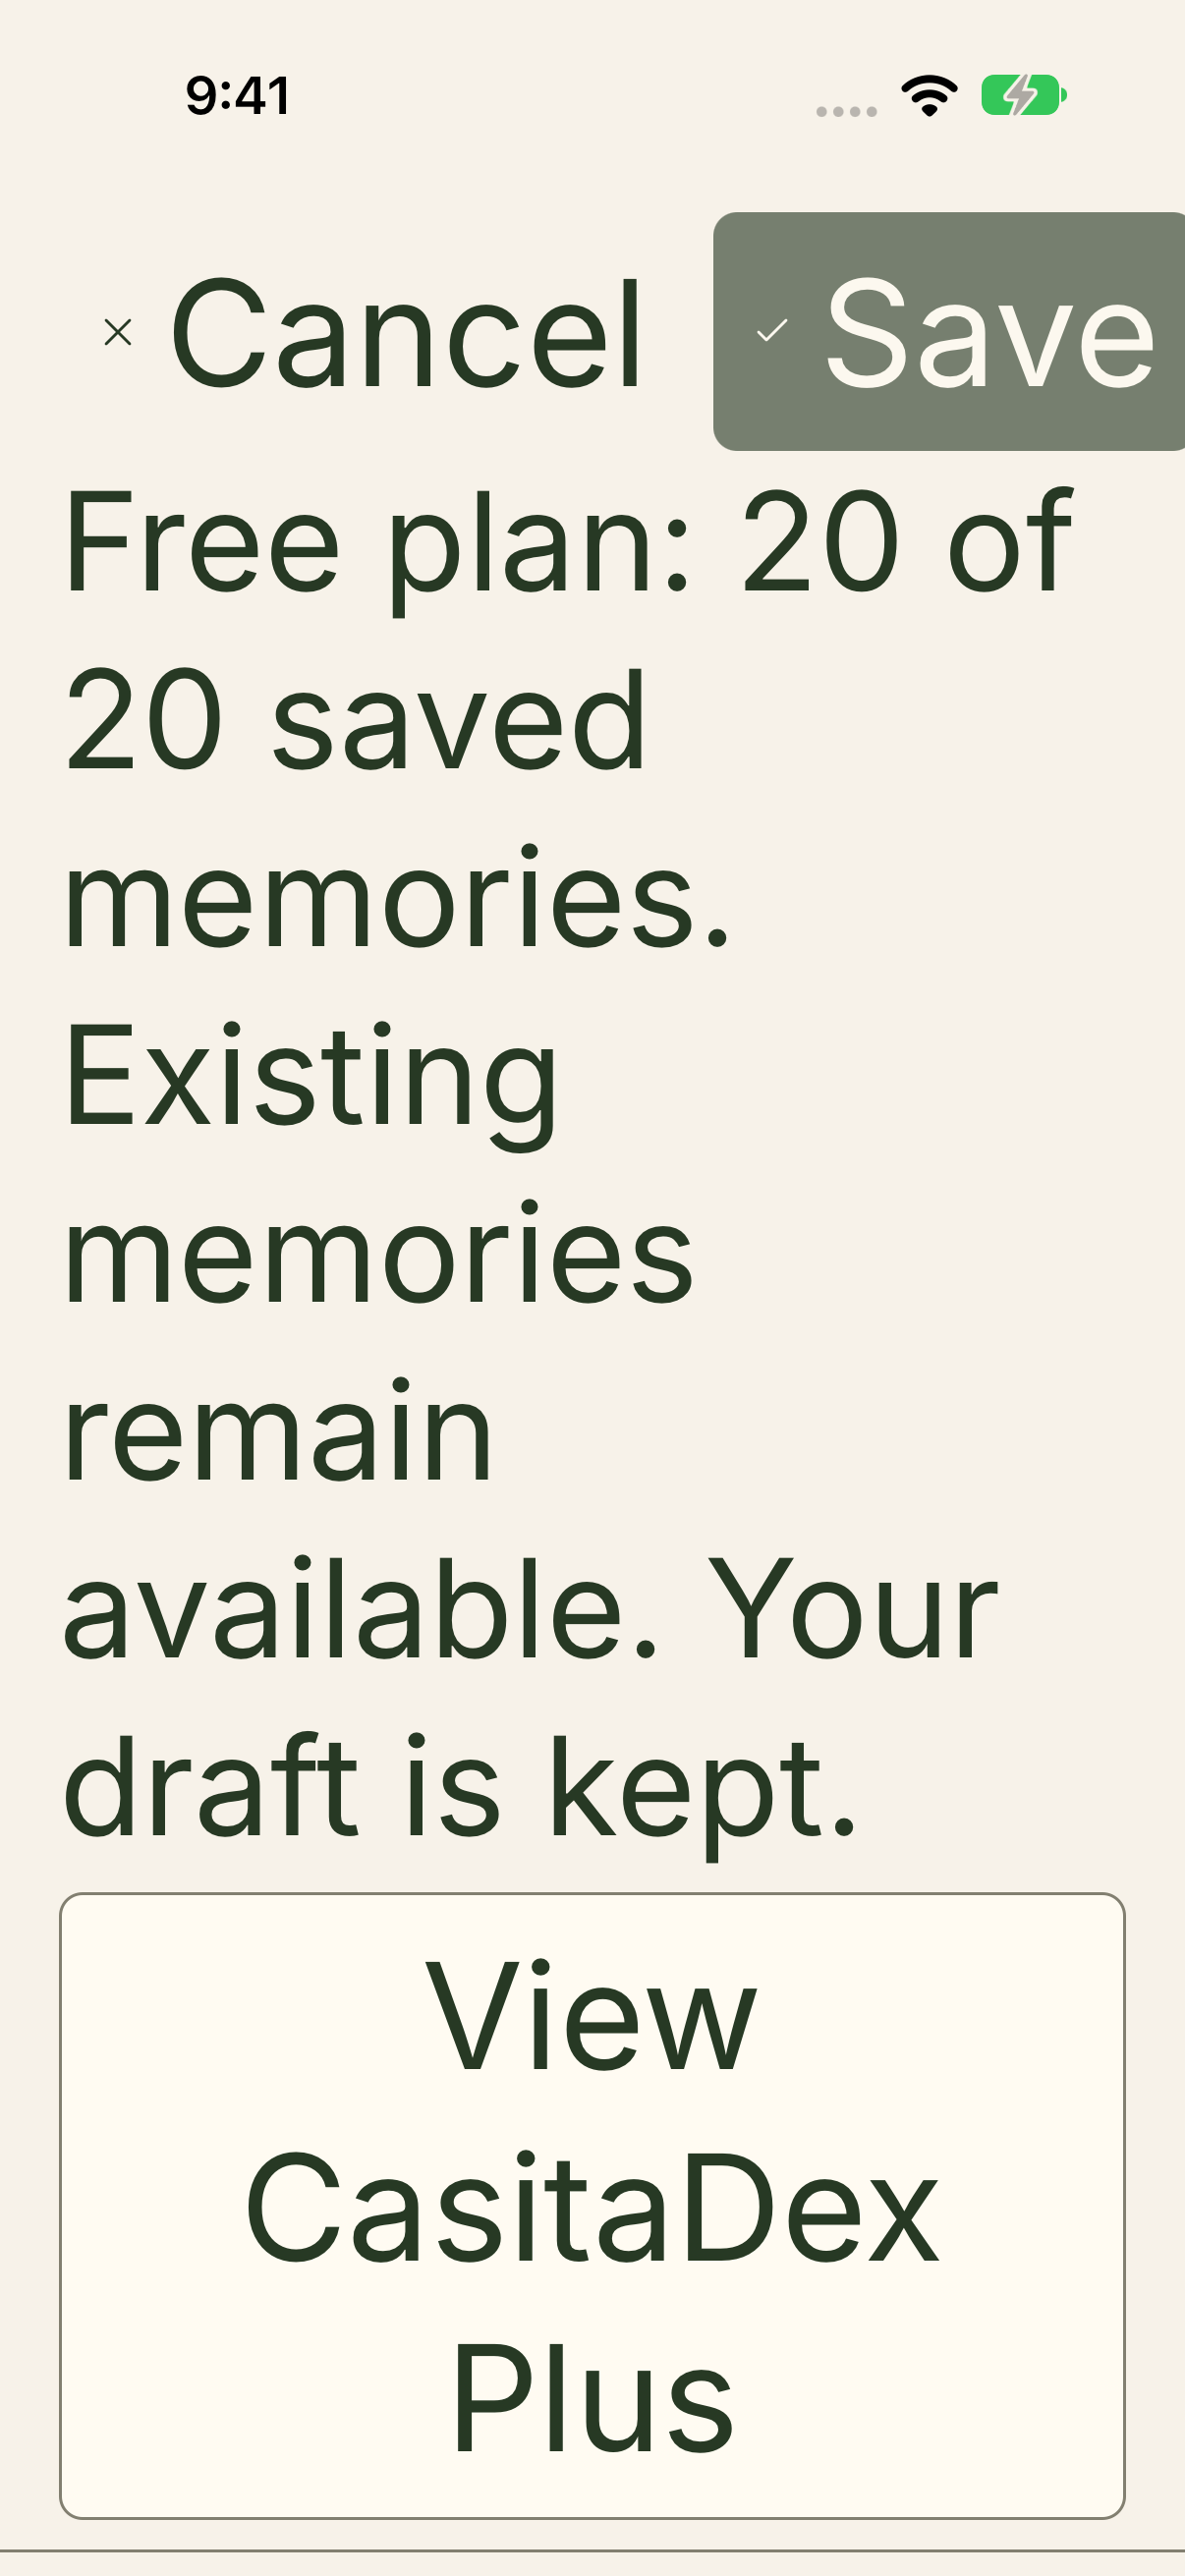 9:41
Cancel
Save
Free plan: 20 of
20 saved
memories.
Existing
memories
remain
available. Your
draft is kept.
View
CasitaDex
Plus